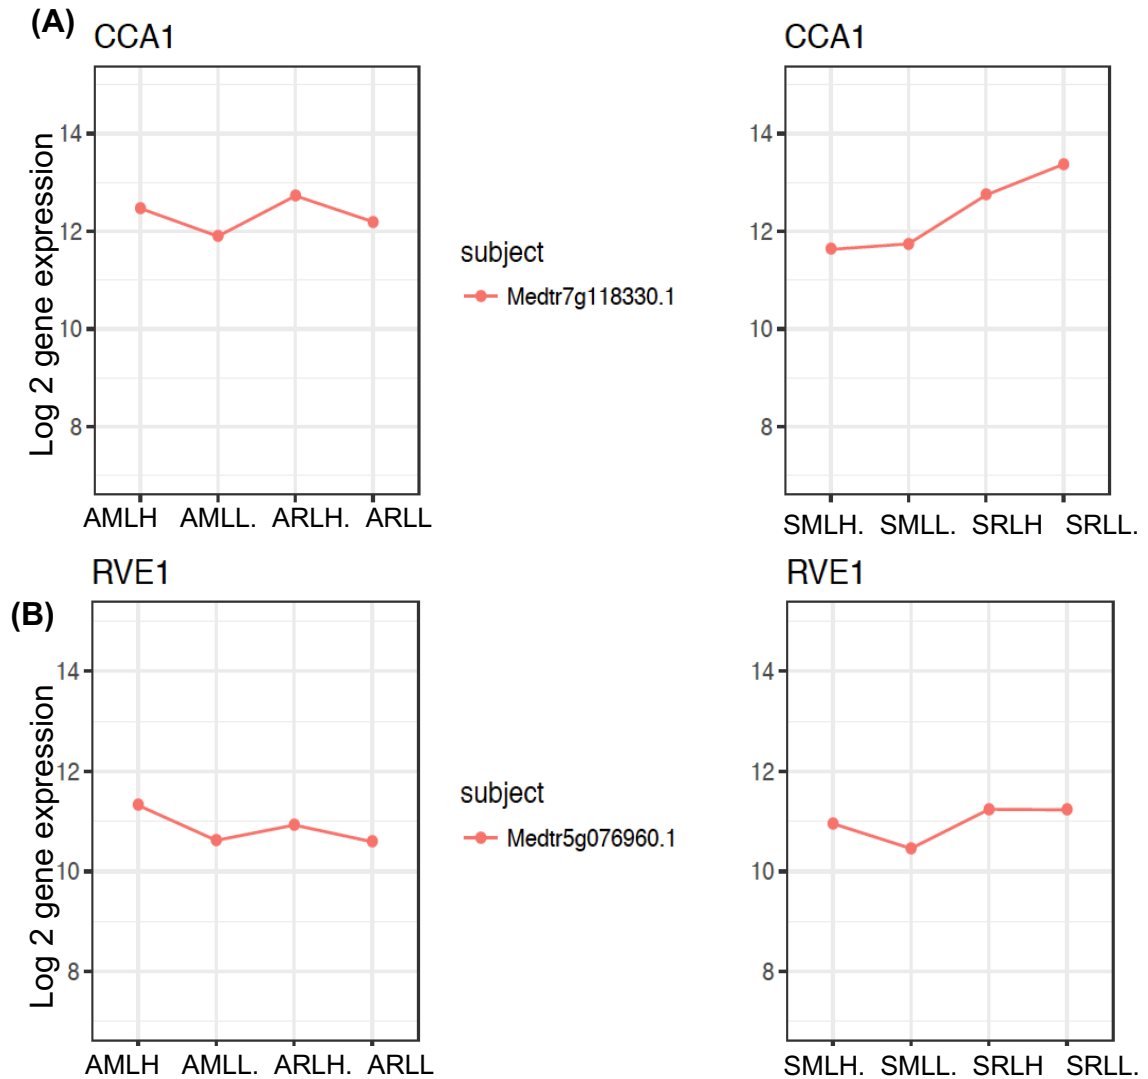 (A)
CCA1
CCA1
Log 2 gene expression
14
12
10
8
AMLH AMLL. ARLH. ARLL
subject
Medtr7g118330.1
14
12
10
8
SMLH. SMLL. SRLH SRLL.
(B)
RVE1
RVE1
Log 2 gene expression
14
12
10
8
AMLH AMLL. ARLH. ARLL
subject
Medtr5g076960.1
14
12
10
8
SMLH. SMLL. SRLH SRLL.